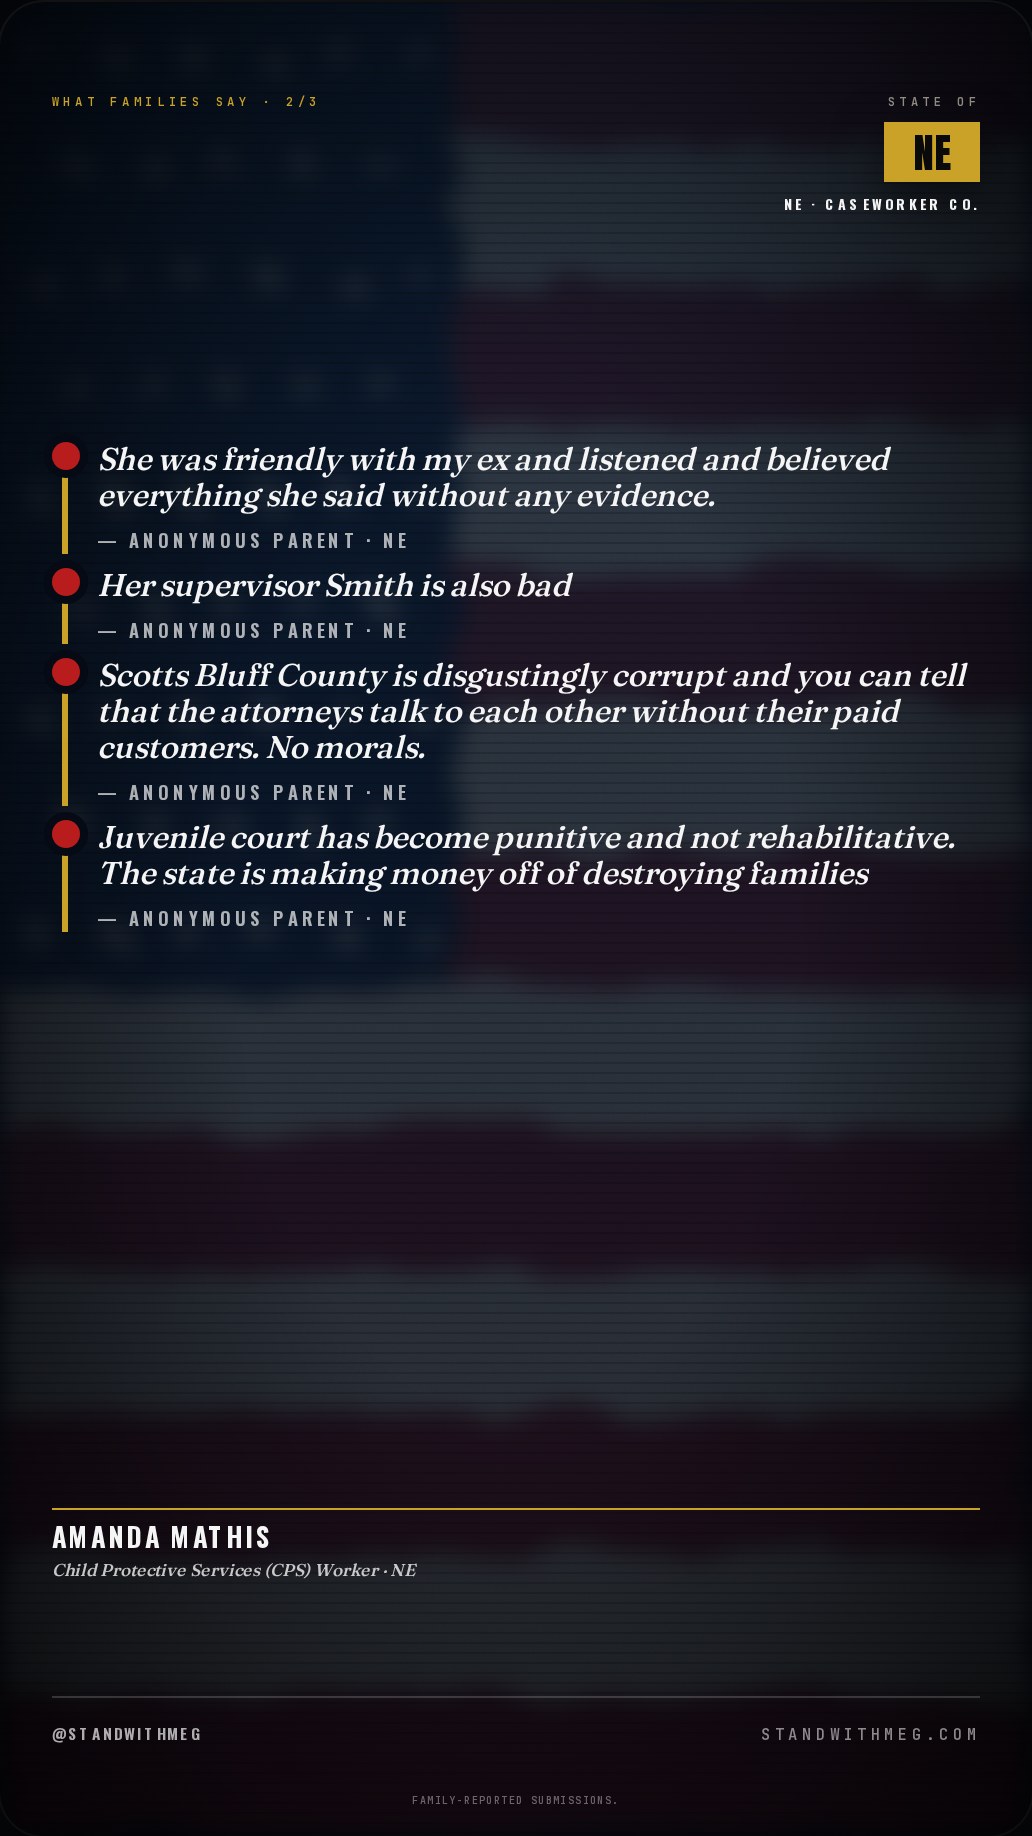 WHAT FAMILIES SAY · 2/3
STATE OF
NE
NE · CASEWORKER CO.
She was friendly with my ex and listened and believed
everything she said without any evidence.
— ANONYMOUS PARENT · NE
Her supervisor Smith is also bad
— ANONYMOUS PARENT · NE
Scotts Bluff County is disgustingly corrupt and you can tell
that the attorneys talk to each other without their paid
customers. No morals.
— ANONYMOUS PARENT · NE
Juvenile court has become punitive and not rehabilitative.
The state is making money off of destroying families
— ANONYMOUS PARENT · NE
AMANDA MATHIS
Child Protective Services (CPS) Worker · NE
@STANDWITHMEG
STANDWITHMEG.COM
FAMILY-REPORTED SUBMISSIONS.